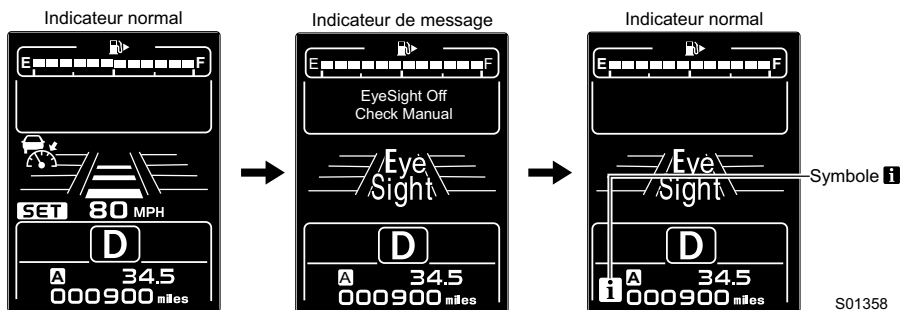 Indicateur normal
E F
SET 80 MPH
D
A 34.5
000900 miles
Indicateur de message
E F
EyeSight Off
Check Manual
Eye
Sight
D
A 34.5
000900 miles
Indicateur normal
E F
Eye
Sight
D
A 34.5
i 000900 miles
Symbole i
S01358